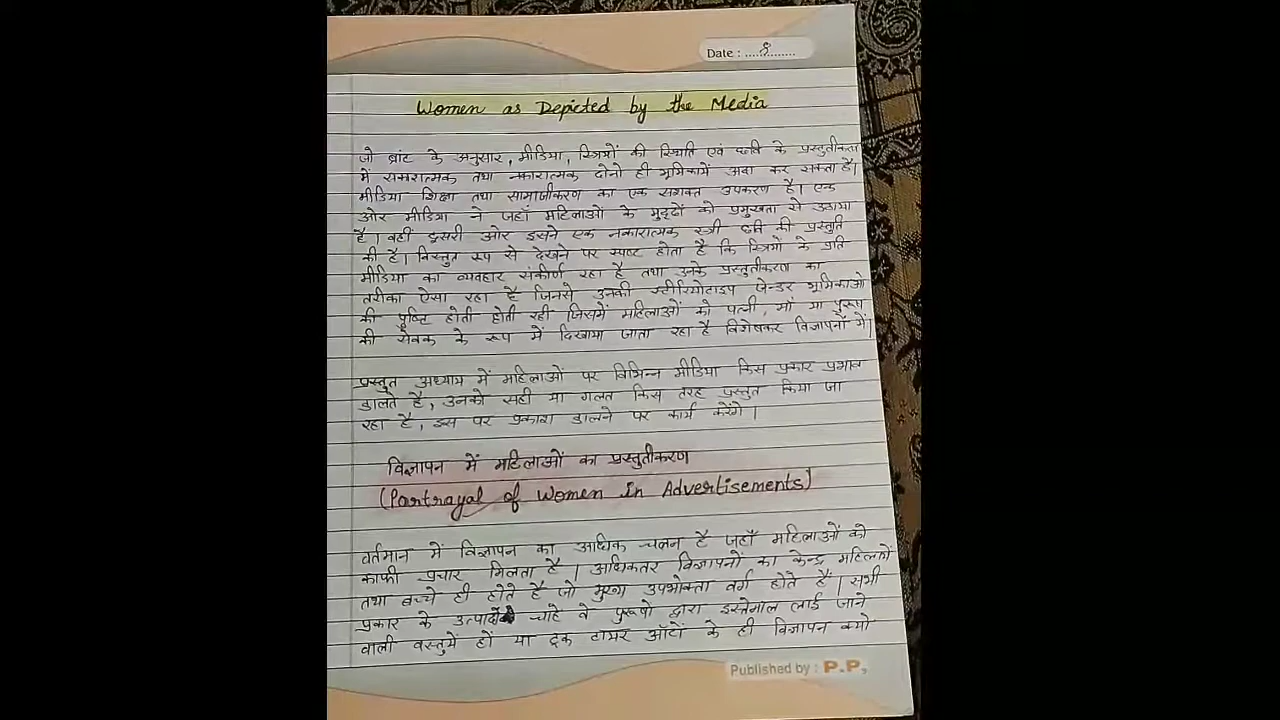 Date : ..................
Women as Depicted by the Media
जो ब्रांट के अनुसार, मीडिया, स्त्रियों की स्थिति एवं छवि के प्रस्तुतीकरण
में सकारात्मक तथा नकारात्मक दोनो ही भूमिकायें अदा कर सकता है।
मीडिया शिक्षा तथा सामाजीकरण का एक सशक्त उपकरण है। एक
ओर मीडिया ने जहाँ महिलाओं के मुद्दों को प्रमुखता से उठाया
है। वहीं दूसरी ओर इसने एक नकारात्मक स्त्री छवि की प्रस्तुति
की है। विस्तृत रूप से देखने पर स्पष्ट होता है कि स्त्रियों के प्रति
मीडिया का व्यवहार संकीर्ण रहा है तथा उनके प्रस्तुतीकरण का
तरीका ऐसा रहा है जिनसे उनकी स्टीरियोटाइप जेन्डर भूमिकाओ
की पुष्टि होती होती रही जिसमें महिलाओं को पत्नी, माँ या पुरूष
की सेवक के रूप में दिखाया जाता रहा है विशेषकर विज्ञापनों में।
प्रस्तुत अध्याय में महिलाओं पर विभिन्न मीडिया किस प्रकार प्रभाव
डालते है, उनको सही या गलत किस तरह प्रस्तुत किया जा
रहा है, इस पर प्रकाश डालने पर कार्य करेंगे।
विज्ञापन में महिलाओं का प्रस्तुतीकरण
(Partrayal of Women in Advertisements)
वर्तमान में विज्ञापन का अधिक चलन है जहाँ महिलाओं को
काफी प्रचार मिलता है। अधिकतर विज्ञापनों का केन्द्र महिलायें
तथा बच्चे ही होते है जो मुख्य उपभोक्ता वर्ग होते हैं। सभी
प्रकार के उत्पादों चाहे वे पुरूषो द्वारा इस्तेमाल लाई जाने
वाली वस्तुयें हों या ट्रक टायर ऑटों के ही विज्ञापन क्यो
Published by : P.P.